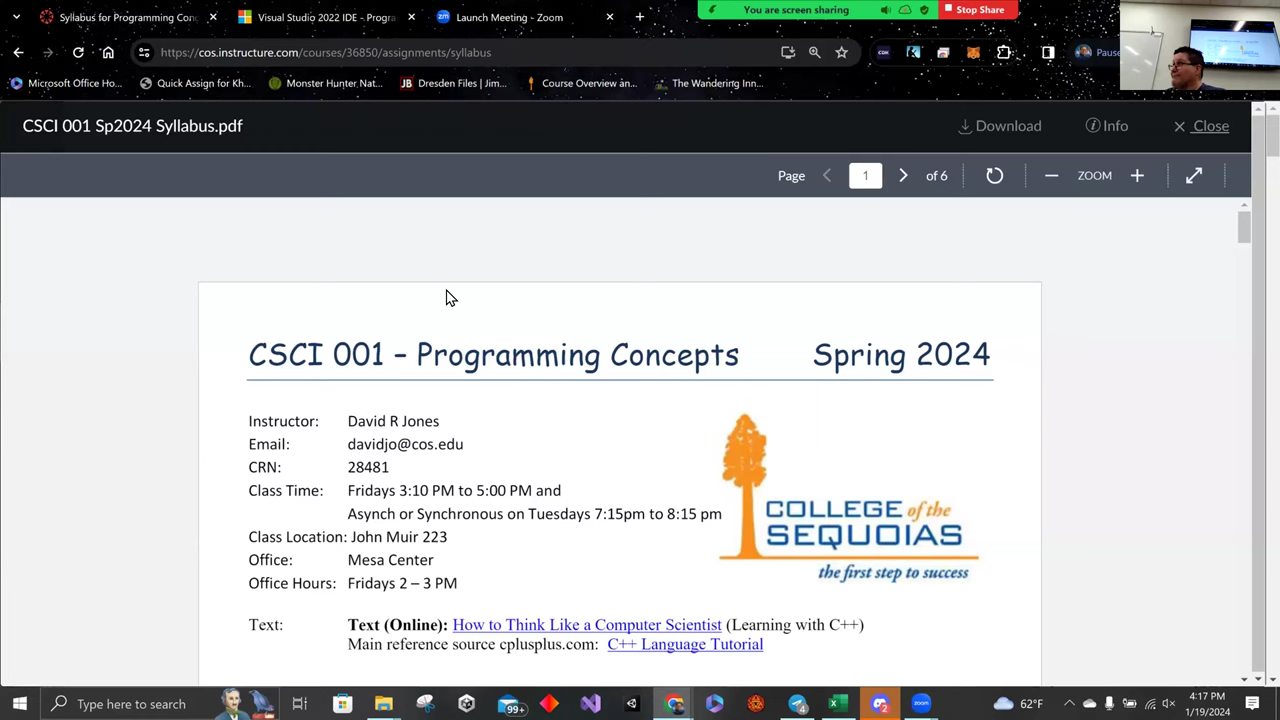 Syllabus for Programming Conc
Visual Studio 2022 IDE - Progra
Launch Meeting - Zoom
You are screen sharing
Stop Share
https://cos.instructure.com/courses/36850/assignments/syllabus
Pause
Microsoft Office Ho...
Quick Assign for Kh...
Monster Hunter Nat...
Dresden Files | Jim...
Course Overview an...
The Wandering Inn...
CSCI 001 Sp2024 Syllabus.pdf
Download
Info
Close
Page 1 of 6
ZOOM
CSCI 001 – Programming Concepts Spring 2024
Instructor: David R Jones
Email: davidjo@cos.edu
CRN: 28481
Class Time: Fridays 3:10 PM to 5:00 PM and
Asynch or Synchronous on Tuesdays 7:15pm to 8:15 pm
Class Location: John Muir 223
Office: Mesa Center
Office Hours: Fridays 2 – 3 PM
COLLEGE of the
SEQUOIAS
the first step to success
Text: Text (Online): How to Think Like a Computer Scientist (Learning with C++)
Main reference source cplusplus.com: C++ Language Tutorial
Type here to search
99+
62°F
4:17 PM
1/19/2024